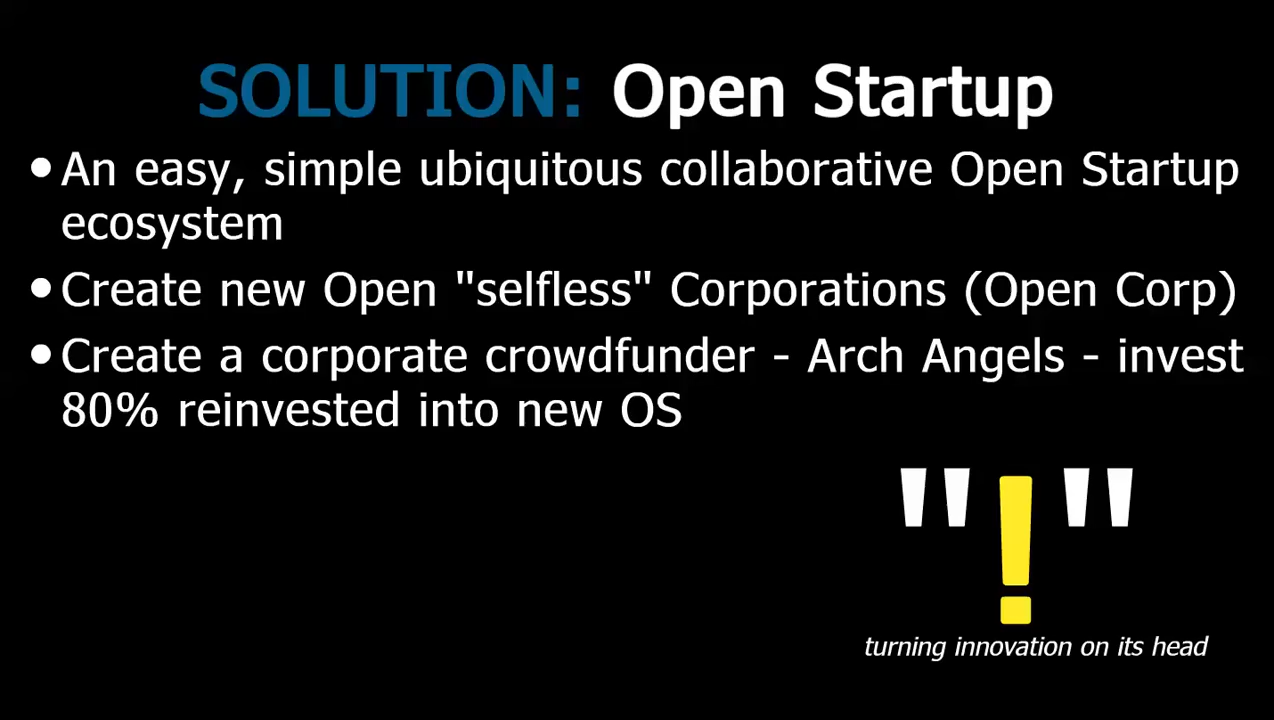 SOLUTION: Open Startup
•An easy, simple ubiquitous collaborative Open Startup
ecosystem
•Create new Open "selfless" Corporations (Open Corp)
•Create a corporate crowdfunder - Arch Angels - invest
80% reinvested into new OS
"!"
turning innovation on its head